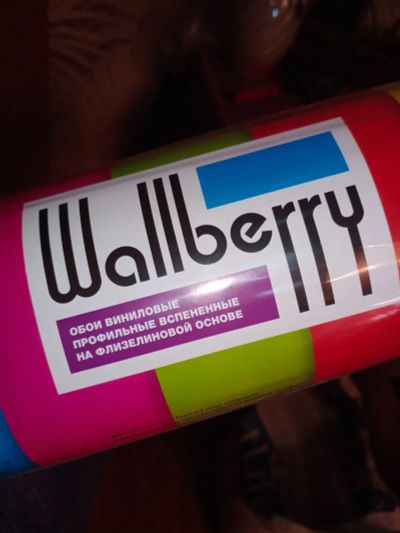 Wallberry
ОБОИ ВИНИЛОВЫЕ
ПРОФИЛЬНЫЕ ВСПЕНЕННЫЕ
НА ФЛИЗЕЛИНОВОЙ ОСНОВЕ